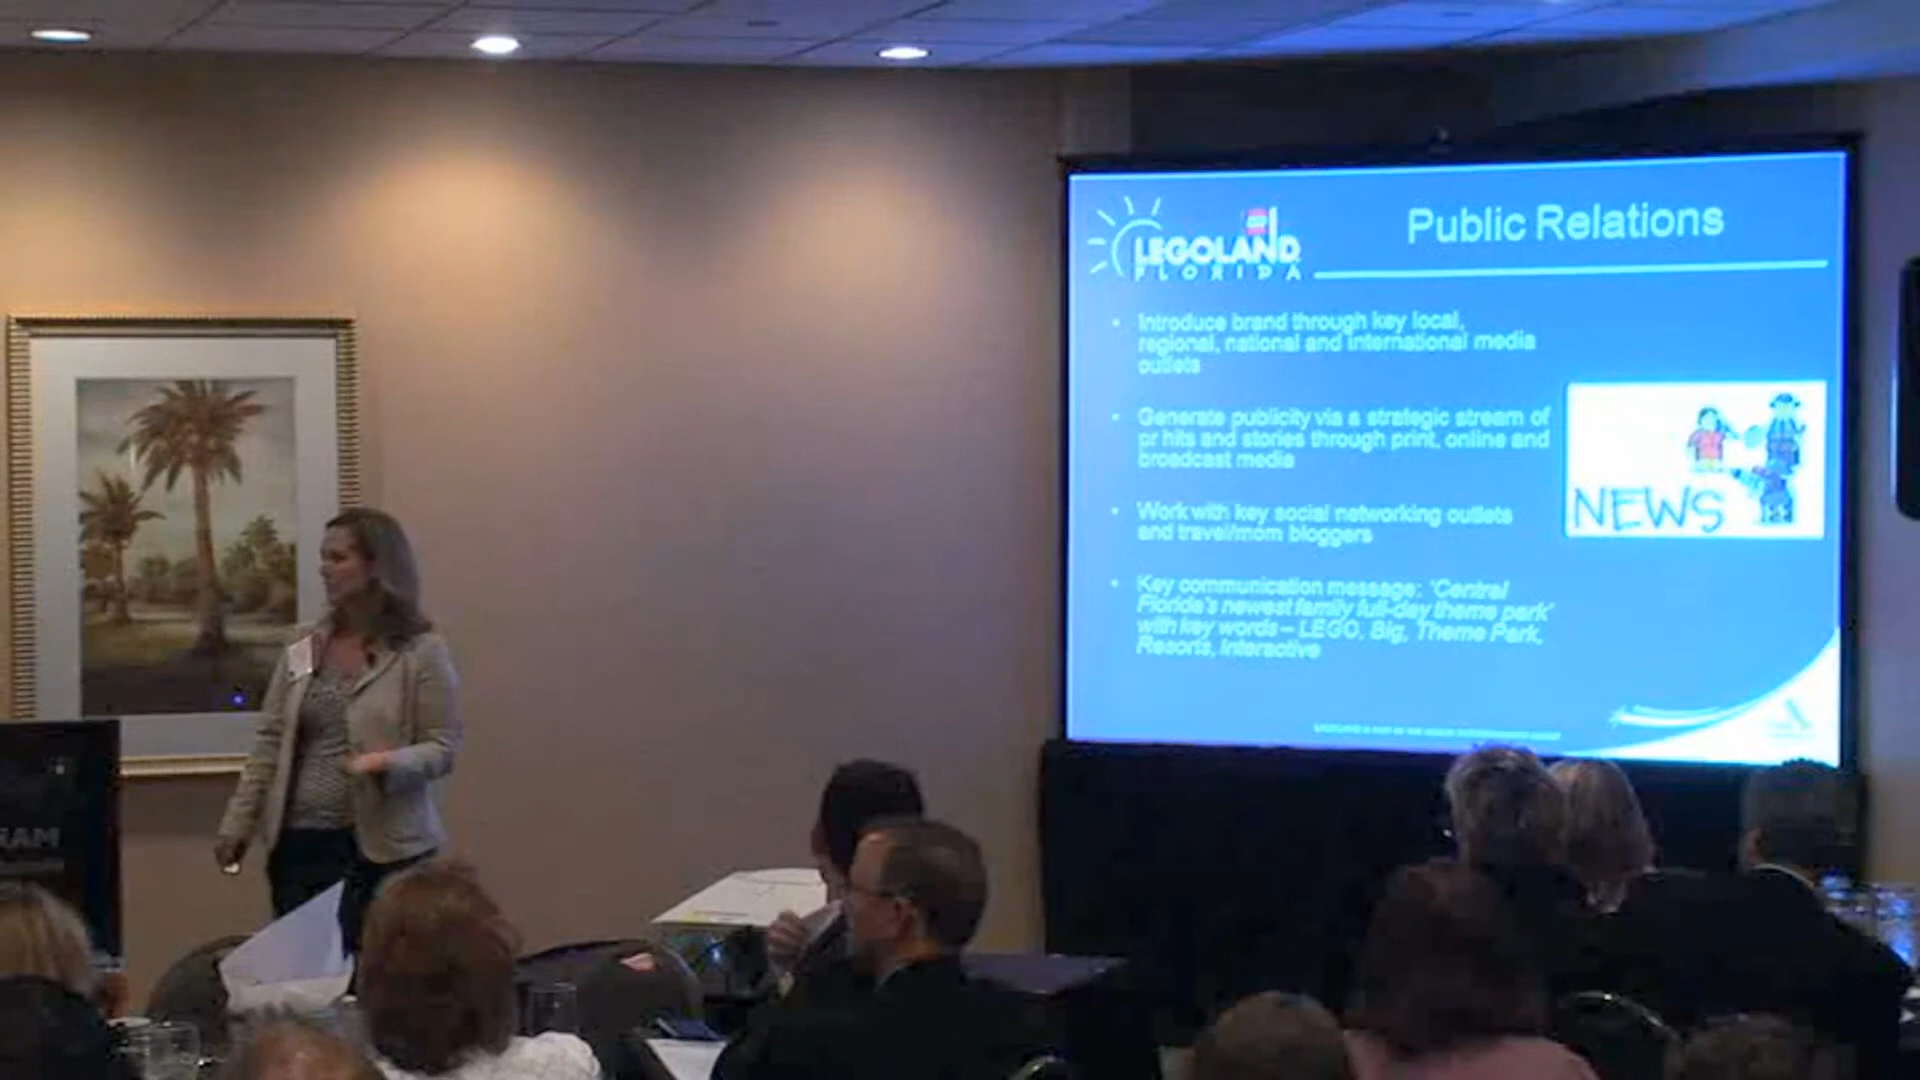 LEGOLAND
FLORIDA
Public Relations
• Introduce brand through key local,
regional, national and international media
outlets
• Generate publicity via a strategic stream of
pr hits and stories through print, online and
broadcast media
NEWS
• Work with key social networking outlets
and travel/mom bloggers
• Key communication message: ‘Central
Florida’s newest family full-day theme park’
with key words – LEGO, Big, Theme Park,
Resorts, Interactive